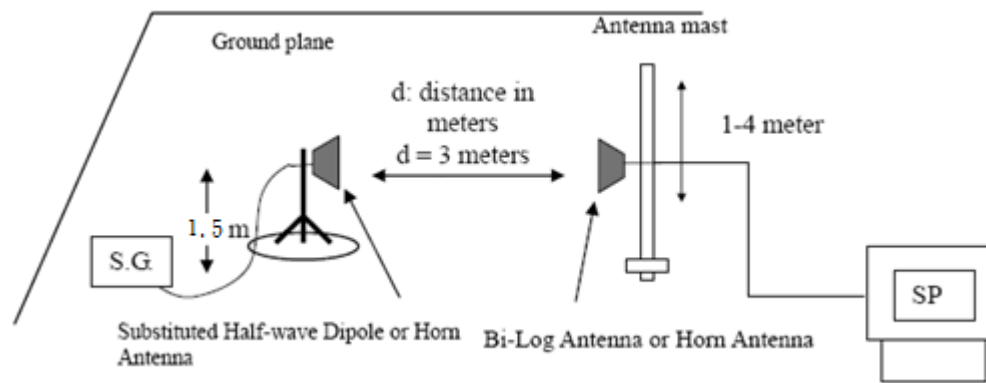 Ground plane
Antenna mast
d: distance in
meters
d = 3 meters
1-4 meter
1.5 m
S.G.
SP
Substituted Half-wave Dipole or Horn
Antenna
Bi-Log Antenna or Horn Antenna